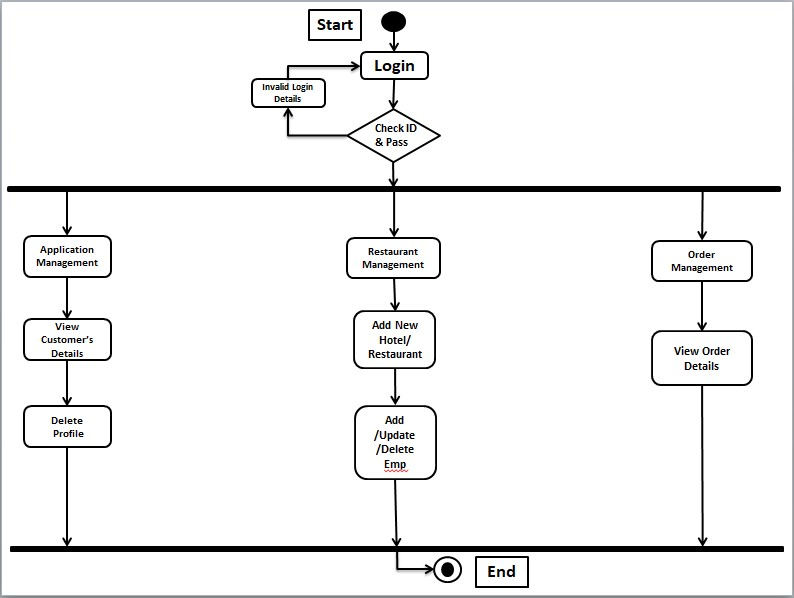 Start
Login
Invalid Login
Details
Check ID
& Pass
Application
Management
Restaurant
Management
Order
Management
View
Customer's
Details
Add New
Hotel/
Restaurant
View Order
Details
Delete
Profile
Add
/Update
/Delete
Emp
End